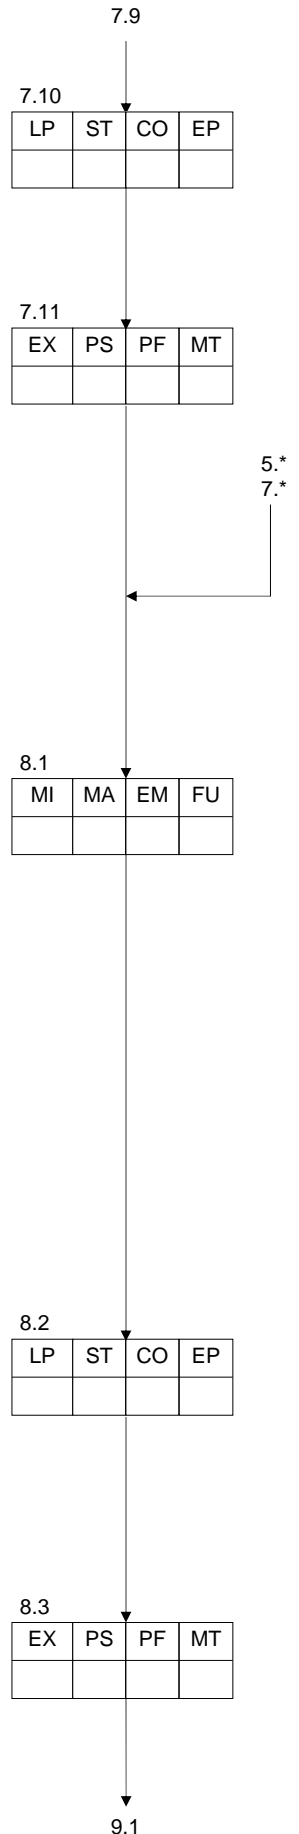 7.9
7.10
LP ST CO EP
7.11
EX PS PF MT
5.*
7.*
8.1
MI MA EM FU
8.2
LP ST CO EP
8.3
EX PS PF MT
9.1